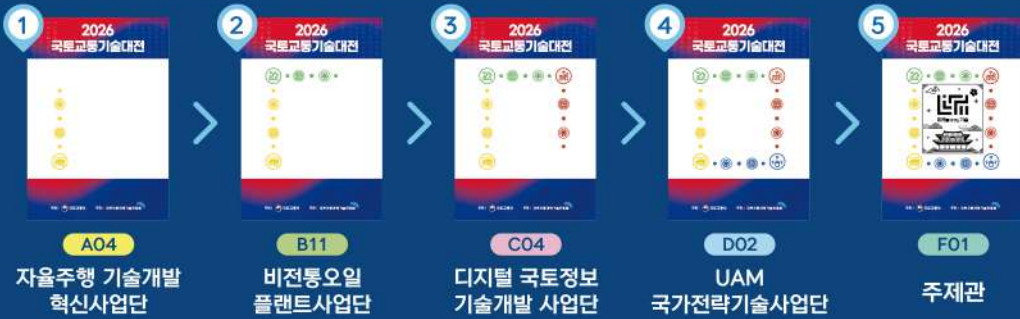 1
2026
국토교통기술대전
A04
자율주행 기술개발
혁신사업단
2
2026
국토교통기술대전
B11
비전통오일
플랜트사업단
3
2026
국토교통기술대전
C04
디지털 국토정보
기술개발 사업단
4
2026
국토교통기술대전
D02
UAM
국가전략기술사업단
5
2026
국토교통기술대전
F01
주제관